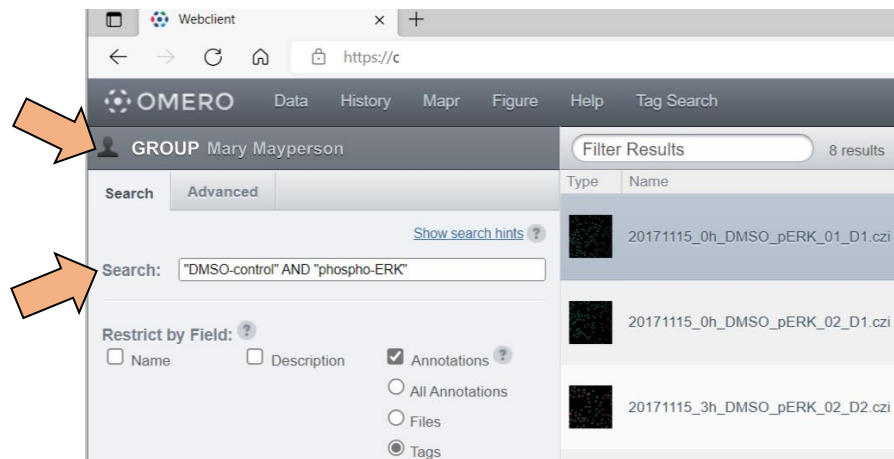 Webclient
https://c
OMERO Data History Mapr Figure Help Tag Search
GROUP Mary Mayperson
Filter Results 8 results
Search Advanced
Type Name
Show search hints ?
20171115_0h_DMSO_pERK_01_D1.czi
Search: "DMSO-control" AND "phospho-ERK"
20171115_0h_DMSO_pERK_02_D1.czi
Restrict by Field: ?
Name Description Annotations ?
All Annotations
20171115_3h_DMSO_pERK_02_D2.czi
Files
Tags